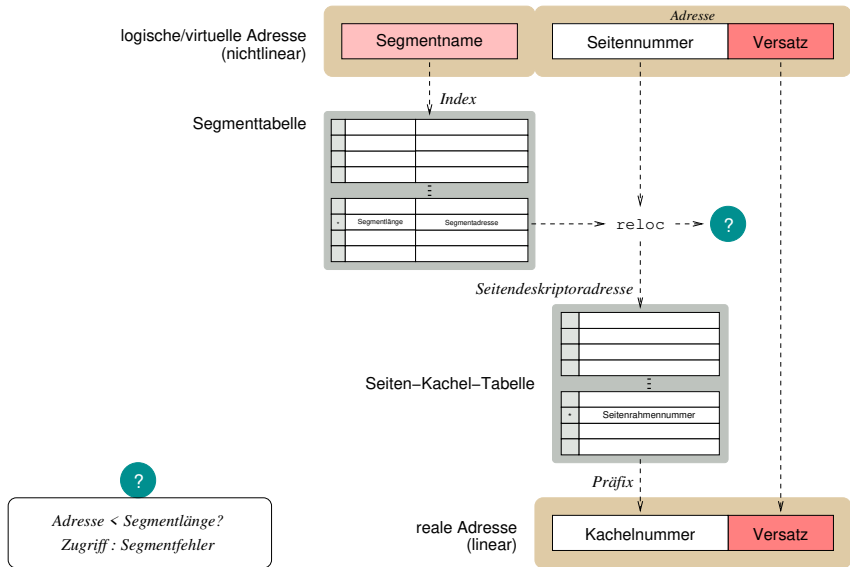 Adresse
logische/virtuelle Adresse
(nichtlinear)
Segmentname
Seitennummer
Versatz
Index
Segmenttabelle
* Segmentlänge Segmentadresse
reloc
?
Seitendeskriptoradresse
Seiten−Kachel−Tabelle
* Seitenrahmennummer
?
Präfix
Adresse < Segmentlänge?
Zugriff : Segmentfehler
reale Adresse
(linear)
Kachelnummer
Versatz